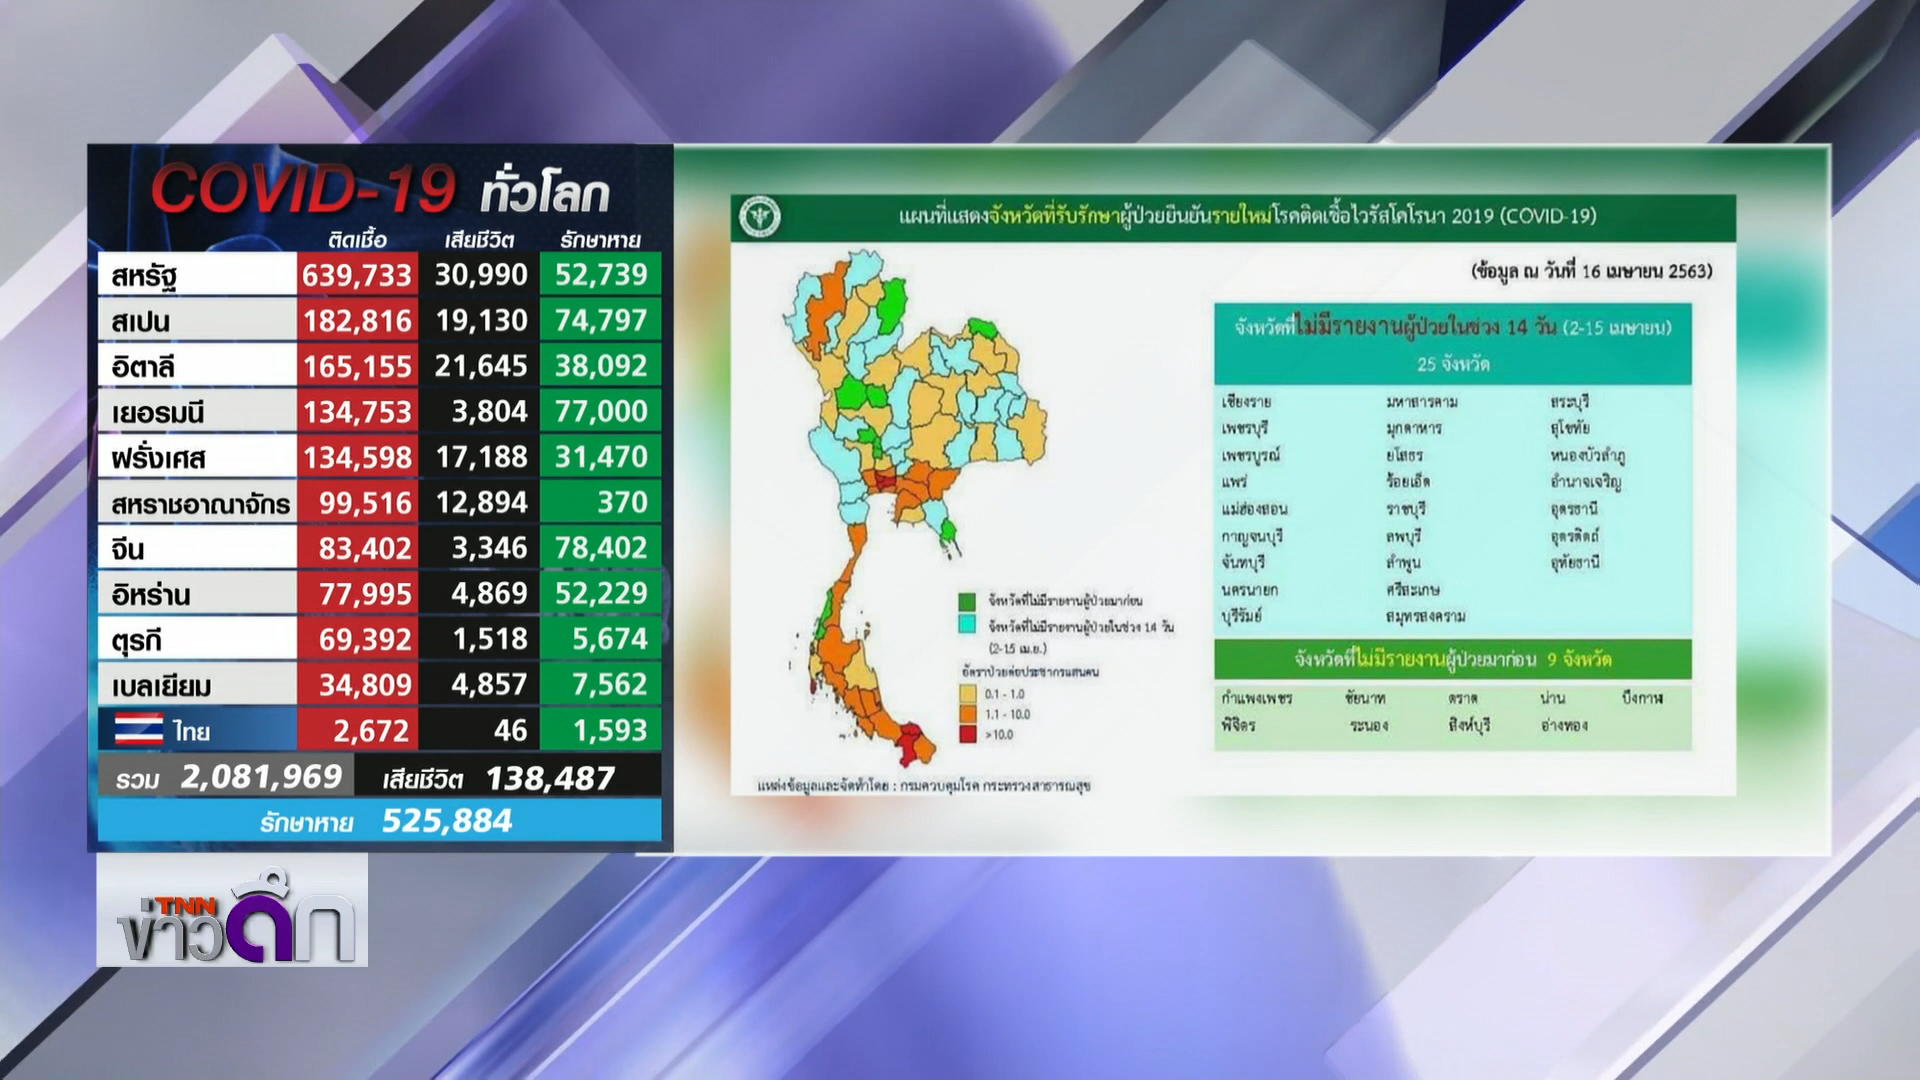 COVID-19 ทั่วโลก
ติดเชื้อ เสียชีวิต รักษาหาย
สหรัฐ 639,733 30,990 52,739
สเปน 182,816 19,130 74,797
อิตาลี 165,155 21,645 38,092
เยอรมนี 134,753 3,804 77,000
ฝรั่งเศส 134,598 17,188 31,470
สหราชอาณาจักร 99,516 12,894 370
จีน 83,402 3,346 78,402
อิหร่าน 77,995 4,869 52,229
ตุรกี 69,392 1,518 5,674
เบลเยียม 34,809 4,857 7,562
ไทย 2,672 46 1,593
รวม 2,081,969 เสียชีวิต 138,487
รักษาหาย 525,884
TNN
ข่าวดึก
แผนที่แสดงจังหวัดที่รับรักษาผู้ป่วยยืนยันรายใหม่โรคติดเชื้อไวรัสโคโรนา 2019 (COVID-19)
(ข้อมูล ณ วันที่ 16 เมษายน 2563)
จังหวัดที่ไม่มีรายงานผู้ป่วยในช่วง 14 วัน (2-15 เมษายน)
25 จังหวัด
เชียงราย มหาสารคาม สระบุรี
เพชรบุรี มุกดาหาร สุโขทัย
เพชรบูรณ์ ยโสธร หนองบัวลำภู
แพร่ ร้อยเอ็ด อำนาจเจริญ
แม่ฮ่องสอน ราชบุรี อุดรธานี
กาญจนบุรี ลพบุรี อุตรดิตถ์
จันทบุรี ลำพูน อุทัยธานี
นครนายก ศรีสะเกษ
บุรีรัมย์ สมุทรสงคราม
จังหวัดที่ไม่มีรายงานผู้ป่วยมาก่อน 9 จังหวัด
กำแพงเพชร ชัยนาท ตราด น่าน บึงกาฬ
พิจิตร ระนอง สิงห์บุรี อ่างทอง
จังหวัดที่ไม่มีรายงานผู้ป่วยมาก่อน
จังหวัดที่ไม่มีรายงานผู้ป่วยในช่วง 14 วัน
(2-15 เม.ย.)
อัตราป่วยต่อประชากรแสนคน
0.1 - 1.0
1.1 - 10.0
>10.0
แหล่งข้อมูลและจัดทำโดย : กรมควบคุมโรค กระทรวงสาธารณสุข